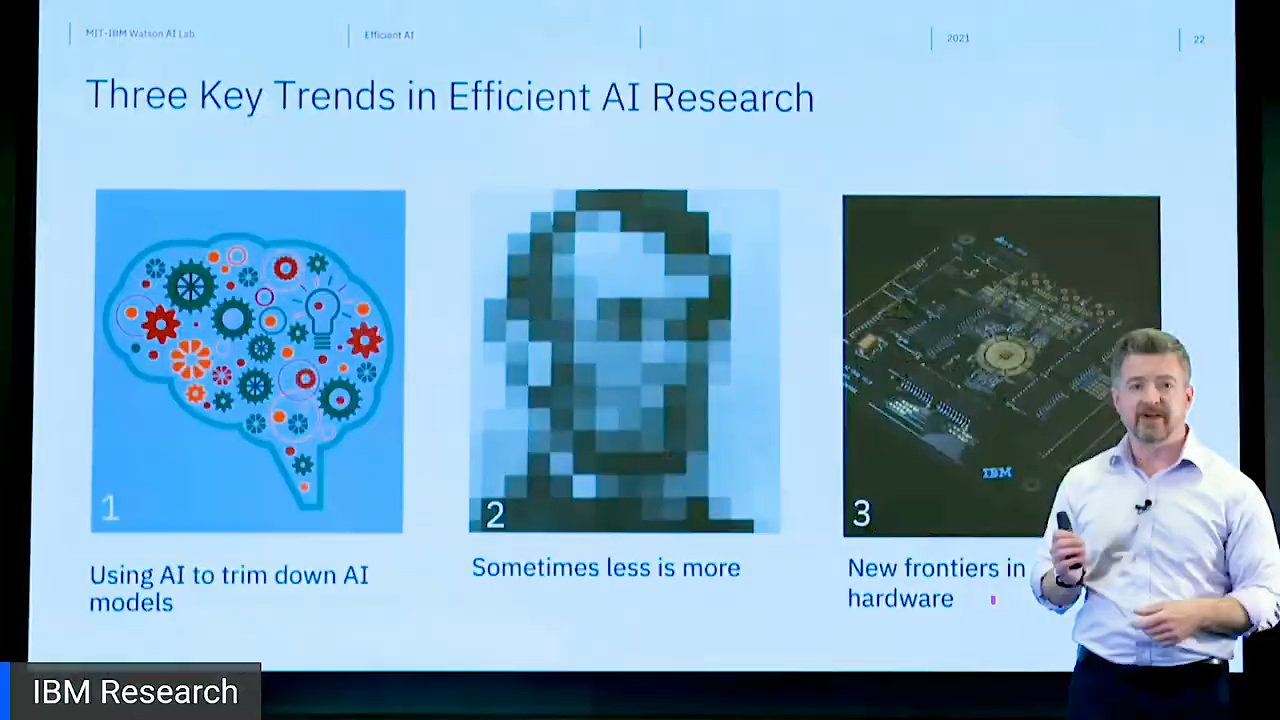 MIT-IBM Watson AI Lab
Efficient AI
2021
22
Three Key Trends in Efficient AI Research
1
2
3
IBM
Using AI to trim down AI
models
Sometimes less is more
New frontiers in
hardware
IBM Research